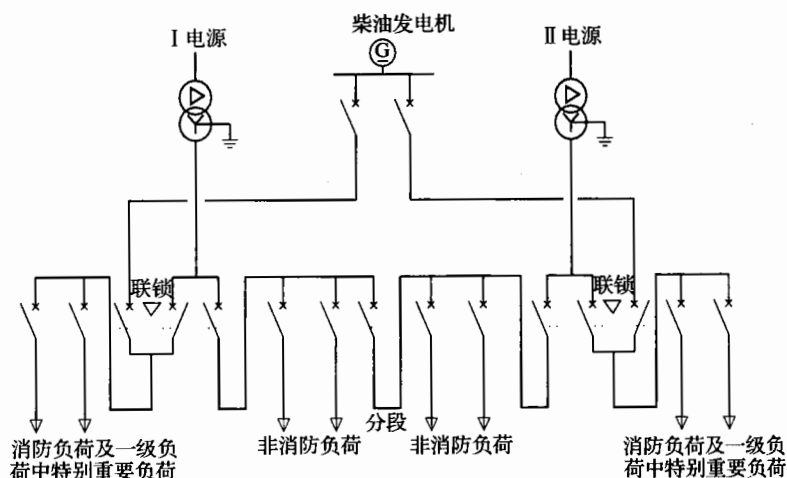 柴油发电机
Ⅰ电源
G
Ⅱ电源
联锁
联锁
分段
消防负荷及一级负
荷中特别重要负荷
非消防负荷
非消防负荷
消防负荷及一级负
荷中特别重要负荷